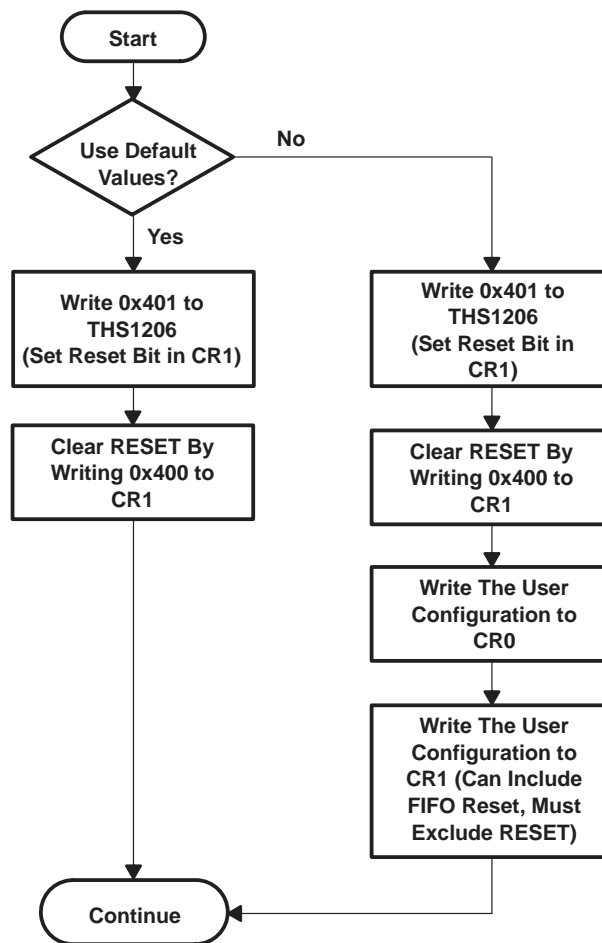 Start
Use Default
Values?
No
Yes
Write 0x401 to
THS1206
(Set Reset Bit in CR1)
Clear RESET By
Writing 0x400 to
CR1
Write 0x401 to
THS1206
(Set Reset Bit in
CR1)
Clear RESET By
Writing 0x400 to
CR1
Write The User
Configuration to
CR0
Write The User
Configuration to
CR1 (Can Include
FIFO Reset, Must
Exclude RESET)
Continue